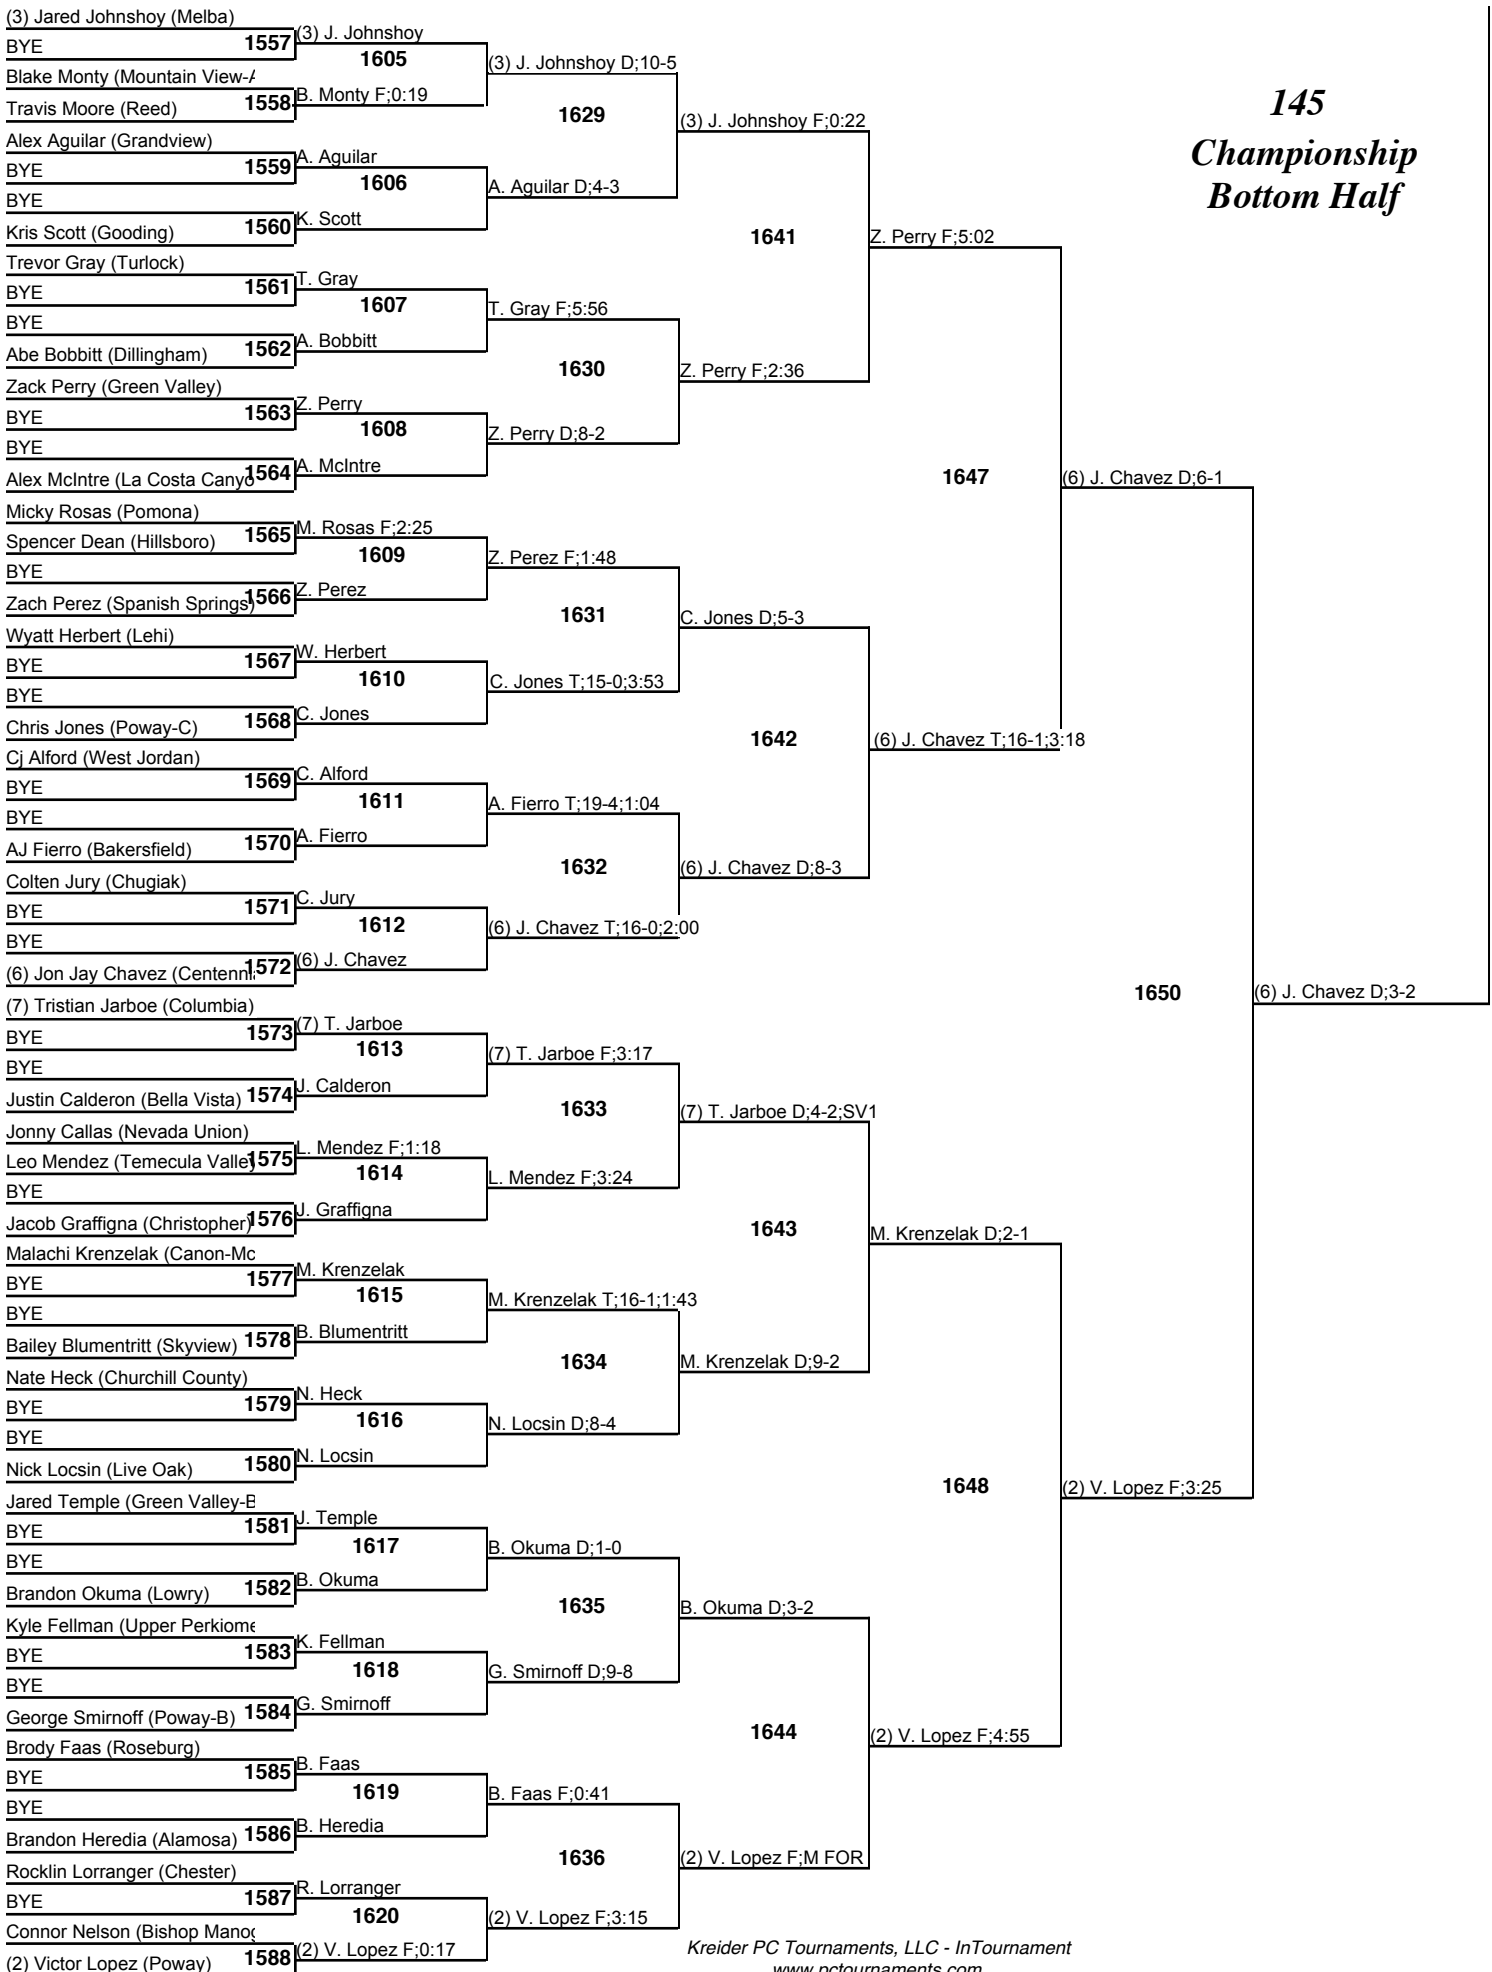 (3) Jared Johnshoy (Melba)
BYE
1557
Blake Monty (Mountain View-A
Travis Moore (Reed)
1558
Alex Aguilar (Grandview)
BYE
1559
BYE
Kris Scott (Gooding)
1560
Trevor Gray (Turlock)
BYE
1561
BYE
Abe Bobbitt (Dillingham)
1562
Zack Perry (Green Valley)
BYE
1563
BYE
Alex McIntre (La Costa Canyo
1564
Micky Rosas (Pomona)
Spencer Dean (Hillsboro)
1565
BYE
Zach Perez (Spanish Springs)
1566
Wyatt Herbert (Lehi)
BYE
1567
BYE
Chris Jones (Poway-C)
1568
Cj Alford (West Jordan)
BYE
1569
BYE
AJ Fierro (Bakersfield)
1570
Colten Jury (Chugiak)
BYE
1571
BYE
(6) Jon Jay Chavez (Centenni
1572
(7) Tristian Jarboe (Columbia)
BYE
1573
BYE
Justin Calderon (Bella Vista)
1574
Jonny Callas (Nevada Union)
Leo Mendez (Temecula Valley
1575
BYE
Jacob Graffigna (Christopher)
1576
Malachi Krenzelak (Canon-Mc
BYE
1577
BYE
Bailey Blumentritt (Skyview)
1578
Nate Heck (Churchill County)
BYE
1579
BYE
Nick Locsin (Live Oak)
1580
Jared Temple (Green Valley-B
BYE
1581
BYE
Brandon Okuma (Lowry)
1582
Kyle Fellman (Upper Perkiome
BYE
1583
BYE
George Smirnoff (Poway-B)
1584
Brody Faas (Roseburg)
BYE
1585
BYE
Brandon Heredia (Alamosa)
1586
Rocklin Lorranger (Chester)
BYE
1587
Connor Nelson (Bishop Manog
(2) Victor Lopez (Poway)
1588
(3) J. Johnshoy
1605
B. Monty F;0:19
A. Aguilar
1606
K. Scott
T. Gray
1607
A. Bobbitt
Z. Perry
1608
A. McIntre
M. Rosas F;2:25
1609
Z. Perez
W. Herbert
1610
C. Jones
C. Alford
1611
A. Fierro
C. Jury
1612
(6) J. Chavez
(7) T. Jarboe
1613
J. Calderon
L. Mendez F;1:18
1614
J. Graffigna
M. Krenzelak
1615
B. Blumentritt
N. Heck
1616
N. Locsin
J. Temple
1617
B. Okuma
K. Fellman
1618
G. Smirnoff
B. Faas
1619
B. Heredia
R. Lorranger
1620
(2) V. Lopez F;0:17
(3) J. Johnshoy D;10-5
1629
A. Aguilar D;4-3
T. Gray F;5:56
1630
Z. Perry D;8-2
Z. Perez F;1:48
1631
C. Jones T;15-0;3:53
A. Fierro T;19-4;1:04
1632
(6) J. Chavez T;16-0;2:00
(7) T. Jarboe F;3:17
1633
L. Mendez F;3:24
M. Krenzelak T;16-1;1:43
1634
N. Locsin D;8-4
B. Okuma D;1-0
1635
G. Smirnoff D;9-8
B. Faas F;0:41
1636
(2) V. Lopez F;3:15
(3) J. Johnshoy F;0:22
1641
Z. Perry F;2:36
C. Jones D;5-3
1642
(6) J. Chavez D;8-3
(7) T. Jarboe D;4-2;SV1
1643
M. Krenzelak D;9-2
B. Okuma D;3-2
1644
(2) V. Lopez F;M FOR
Z. Perry F;5:02
1647
(6) J. Chavez T;16-1;3:18
M. Krenzelak D;2-1
1648
(2) V. Lopez F;4:55
(6) J. Chavez D;6-1
1650
(2) V. Lopez F;3:25
(6) J. Chavez D;3-2
145
Championship
Bottom Half
Kreider PC Tournaments, LLC - InTournament
www.pctournaments.com